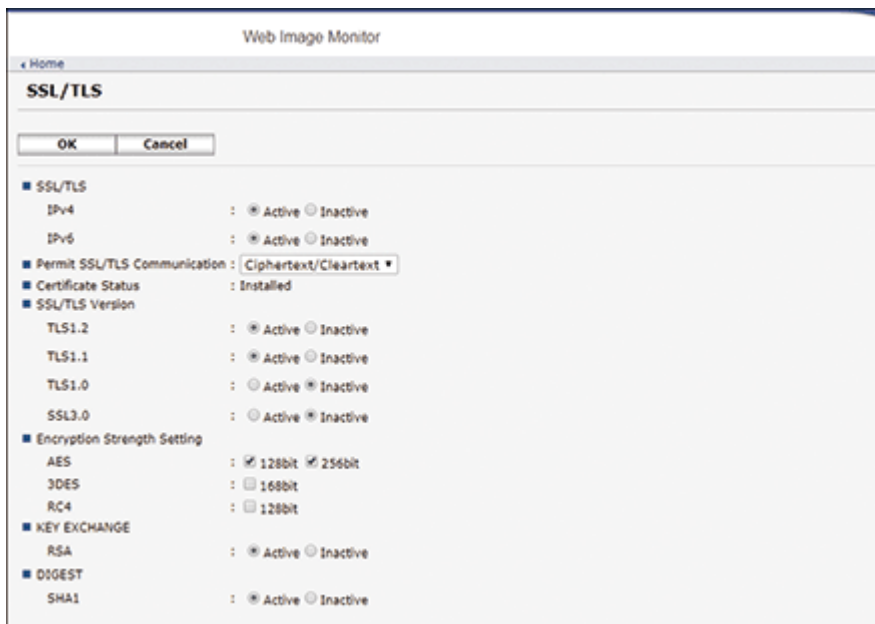 Web Image Monitor
Home
SSL/TLS
OK Cancel
SSL/TLS
IPv4 : Active Inactive
IPv6 : Active Inactive
Permit SSL/TLS Communication : Ciphertext/Cleartext
Certificate Status : Installed
SSL/TLS Version
TLS1.2 : Active Inactive
TLS1.1 : Active Inactive
TLS1.0 : Active Inactive
SSL3.0 : Active Inactive
Encryption Strength Setting
AES : 128bit 256bit
3DES : 168bit
RC4 : 128bit
KEY EXCHANGE
RSA : Active Inactive
DIGEST
SHA1 : Active Inactive